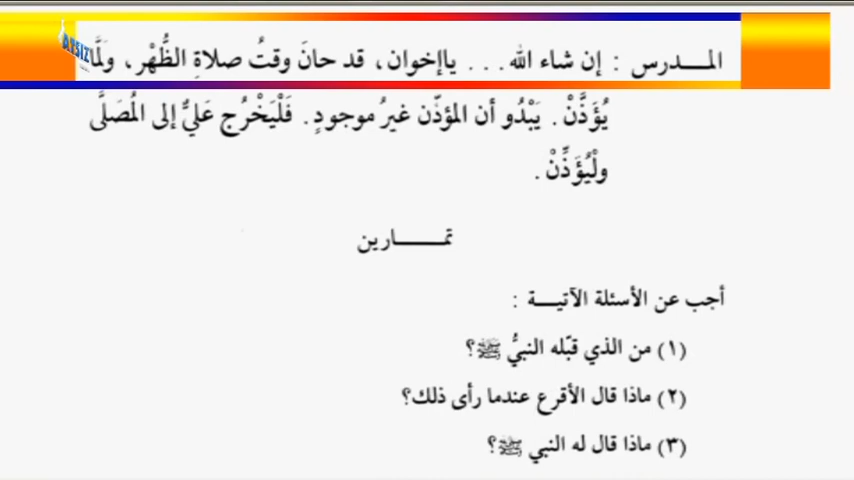 المـــدرس : إن شاء الله . . . ياإخوان، قد حانَ وقتُ صلاةِ الظُّهْر، ولَمَّا
يُؤَذَّنْ. يَبْدُو أن المؤذّن غيرُ موجودٍ. فَلْيَخْرُج عَليٌّ إلى المُصَلَّى
ولْيُؤَذِّنْ.
تمـــــارين
أجب عن الأسئلة الآتيـــة :
(١) من الذي قبّله النبيُّ ﷺ؟
(٢) ماذا قال الأقرع عندما رأى ذلك؟
(٣) ماذا قال له النبي ﷺ؟